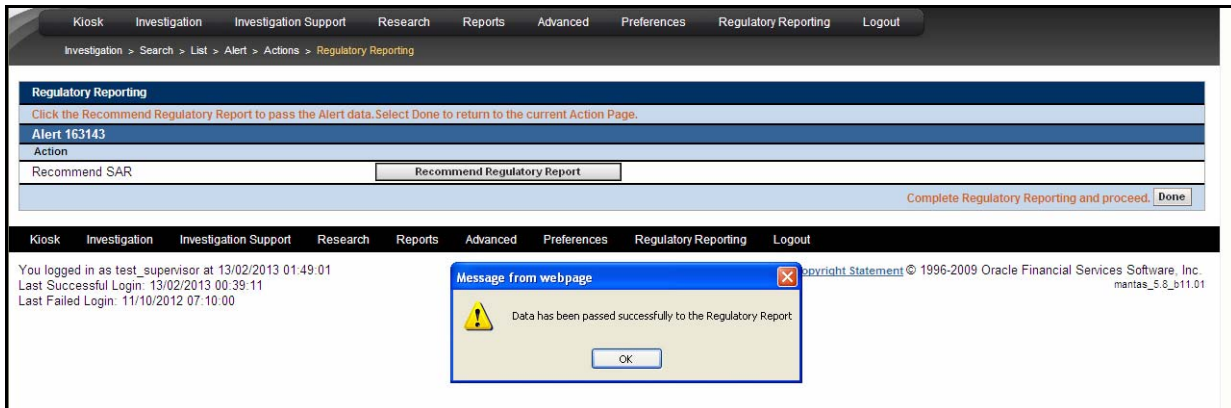 Kiosk Investigation Investigation Support Research Reports Advanced Preferences Regulatory Reporting Logout
Investigation > Search > List > Alert > Actions > Regulatory Reporting
Regulatory Reporting
Click the Recommend Regulatory Report to pass the Alert data.Select Done to return to the current Action Page.
Alert 163143
Action
Recommend SAR Recommend Regulatory Report
Complete Regulatory Reporting and proceed. Done
Kiosk Investigation Investigation Support Research Reports Advanced Preferences Regulatory Reporting Logout
You logged in as test_supervisor at 13/02/2013 01:49:01
Last Successful Login: 13/02/2013 00:39:11
Last Failed Login: 11/10/2012 07:10:00
opyright Statement © 1996-2009 Oracle Financial Services Software, Inc.
mantas_5.8_b11.01
Message from webpage
Data has been passed successfully to the Regulatory Report
OK